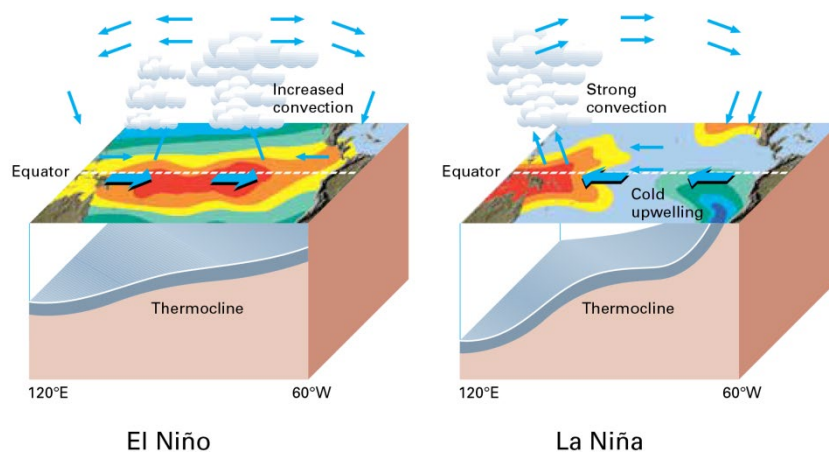 Increased
convection
Equator
Thermocline
120°E
60°W
El Niño
Strong
convection
Equator
Cold
upwelling
Thermocline
120°E
60°W
La Niña